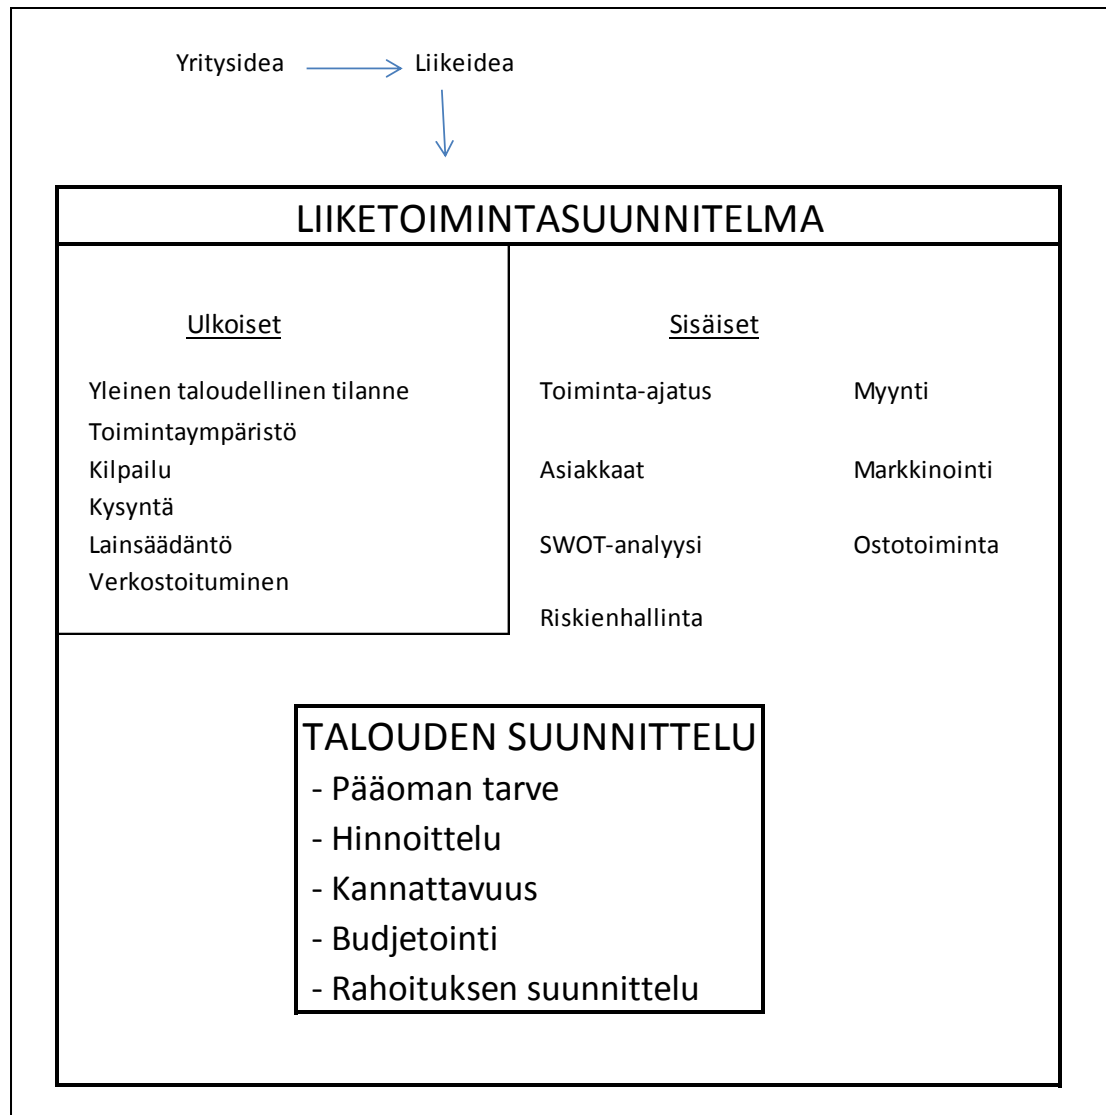 Yritysidea Liikeidea
LIIKETOIMINTASUUNNITELMA
Ulkoiset
Yleinen taloudellinen tilanne
Toimintaympäristö
Kilpailu
Kysyntä
Lainsäädäntö
Verkostoituminen
Sisäiset
Toiminta-ajatus Myynti
Asiakkaat Markkinointi
SWOT-analyysi Ostotoiminta
Riskienhallinta
TALOUDEN SUUNNITTELU
- Pääoman tarve
- Hinnoittelu
- Kannattavuus
- Budjetointi
- Rahoituksen suunnittelu